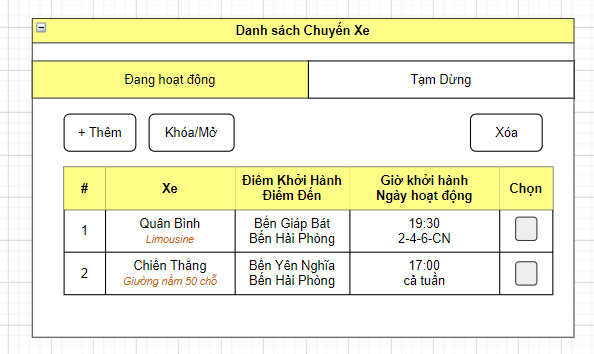 Danh sách Chuyến Xe
Đang hoạt động
Tạm Dừng
+ Thêm
Khóa/Mở
Xóa
#
Xe
Điểm Khởi Hành
Điểm Đến
Giờ khởi hành
Ngày hoạt động
Chọn
1
Quân Bình
Limousine
Bến Giáp Bát
Bến Hải Phòng
19:30
2-4-6-CN
2
Chiến Thắng
Giường nằm 50 chỗ
Bến Yên Nghĩa
Bến Hải Phòng
17:00
cả tuần